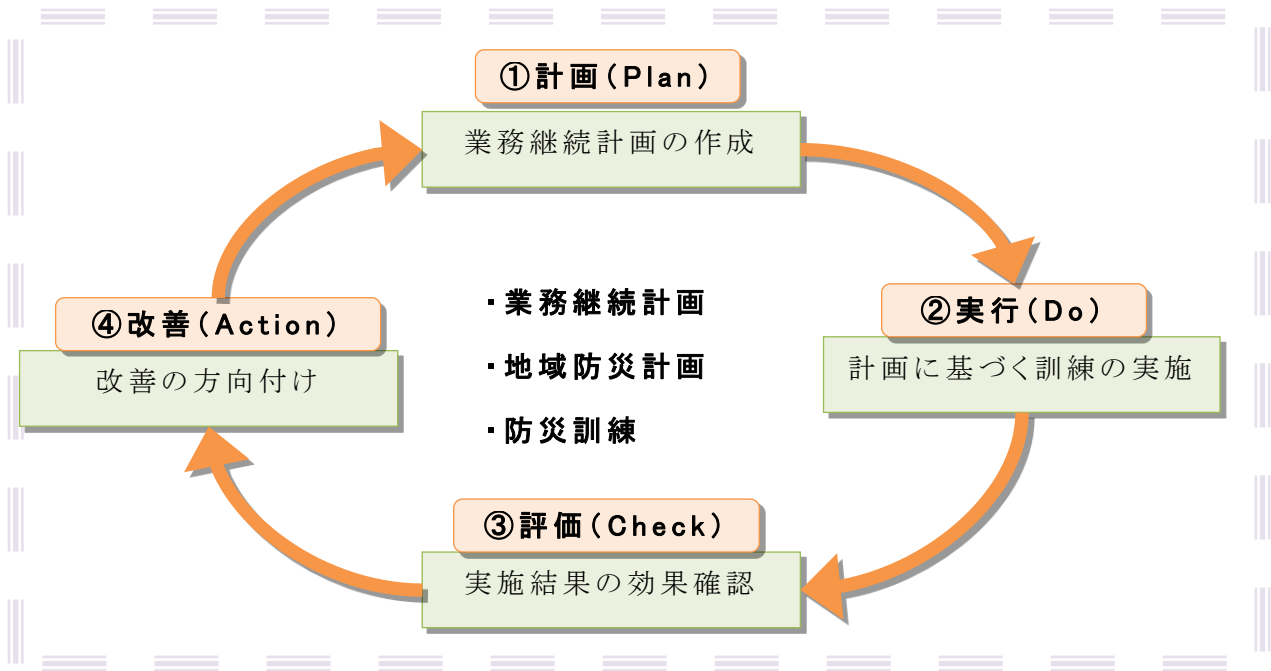 ①計画(Plan)
業務継続計画の作成
②実行(Do)
計画に基づく訓練の実施
③評価(Check)
実施結果の効果確認
④改善(Action)
改善の方向付け
・業務継続計画
・地域防災計画
・防災訓練